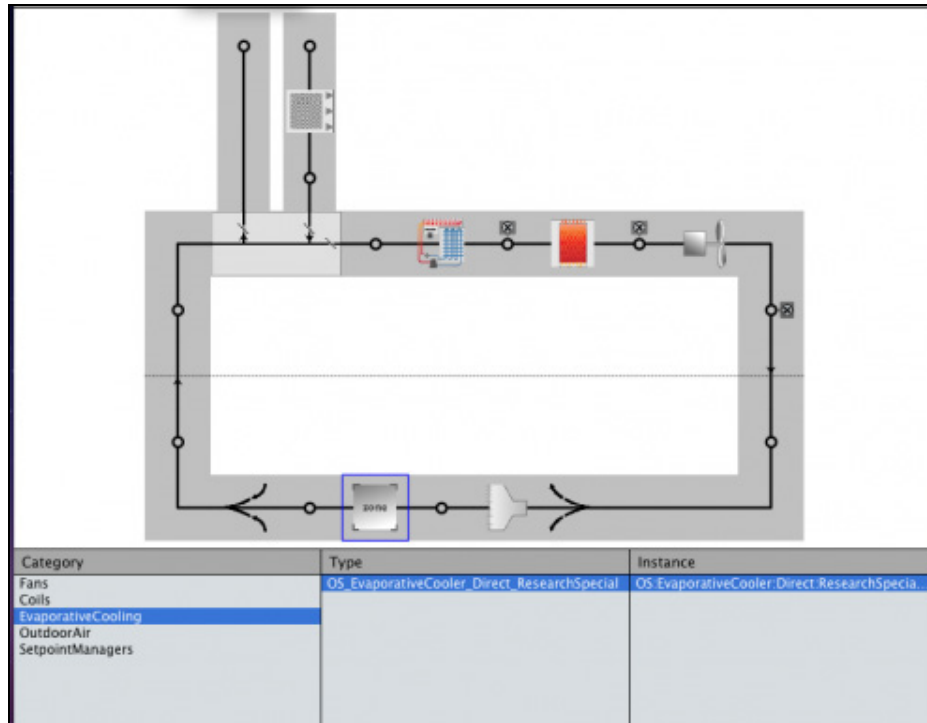 zone
Category Type Instance
Fans OS_EvaporativeCooler_Direct_ResearchSpecial OS:EvaporativeCooler:Direct:ResearchSpecia...
Coils
EvaporativeCooling
OutdoorAir
SetpointManagers